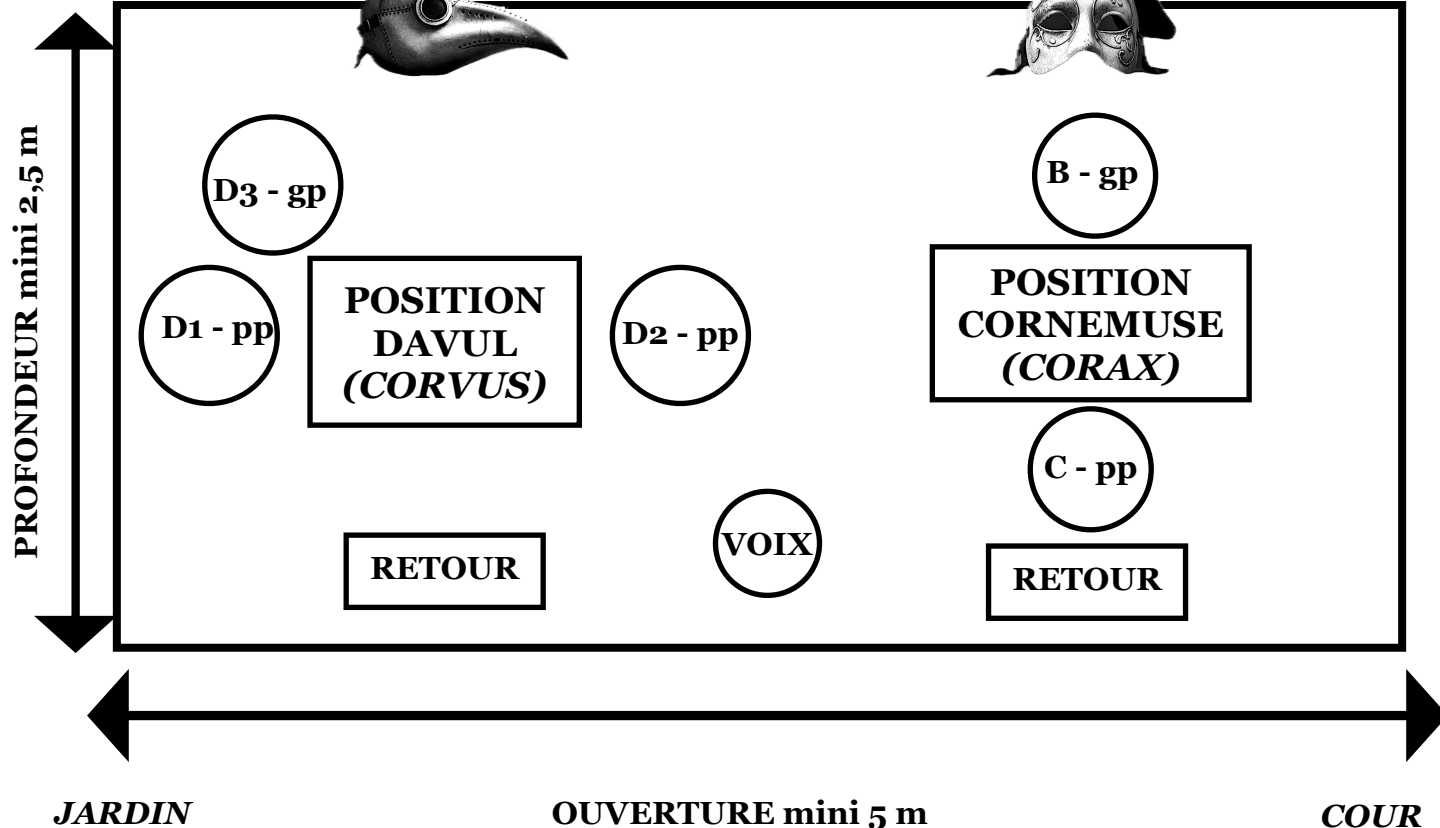 PROFONDEUR mini 2,5 m
D3 - gp
B - gp
D1 - pp
POSITION
DAVUL
(CORVUS)
D2 - pp
POSITION
CORNEMUSE
(CORAX)
C - pp
VOIX
RETOUR
RETOUR
JARDIN
OUVERTURE mini 5 m
COUR